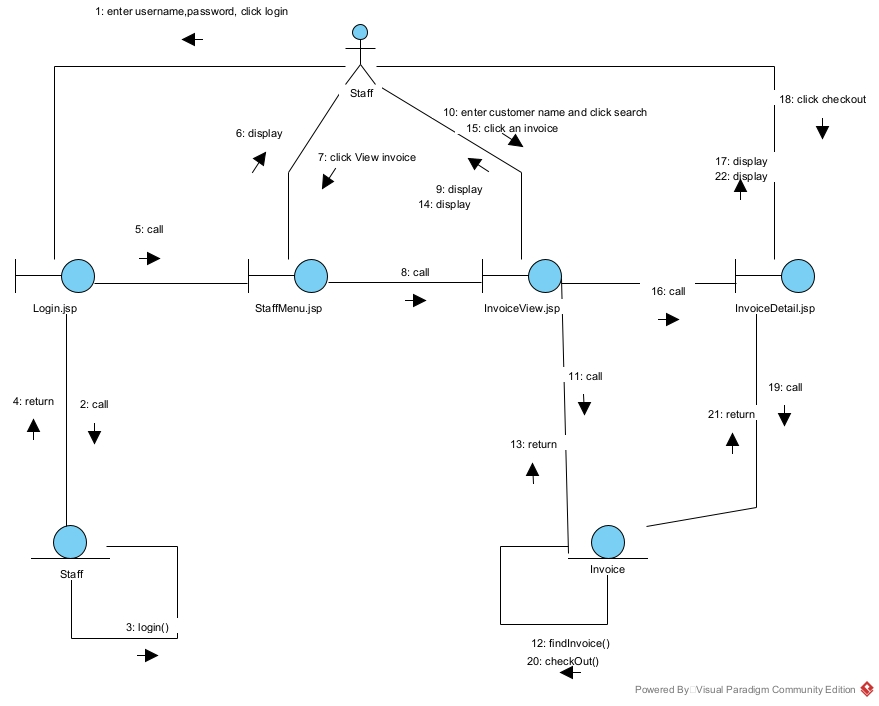 1: enter username,password, click login
Staff
18: click checkout
10: enter customer name and click search
15: click an invoice
6: display
7: click View invoice
17: display
22: display
9: display
14: display
5: call
8: call
16: call
Login.jsp
StaffMenu.jsp
InvoiceView.jsp
InvoiceDetail.jsp
11: call
19: call
4: return
2: call
21: return
13: return
Staff
Invoice
3: login()
12: findInvoice()
20: checkOut()
Powered By Visual Paradigm Community Edition